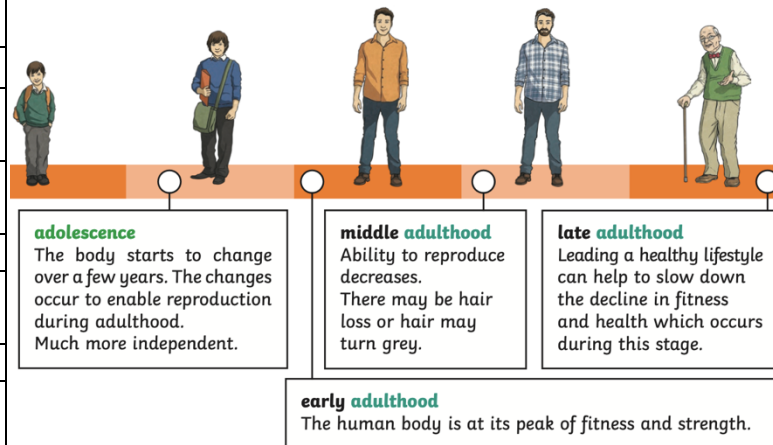 adolescence
The body starts to change
over a few years. The changes
occur to enable reproduction
during adulthood.
Much more independent.
middle adulthood
Ability to reproduce
decreases.
There may be hair
loss or hair may
turn grey.
late adulthood
Leading a healthy lifestyle
can help to slow down
the decline in fitness
and health which occurs
during this stage.
early adulthood
The human body is at its peak of fitness and strength.